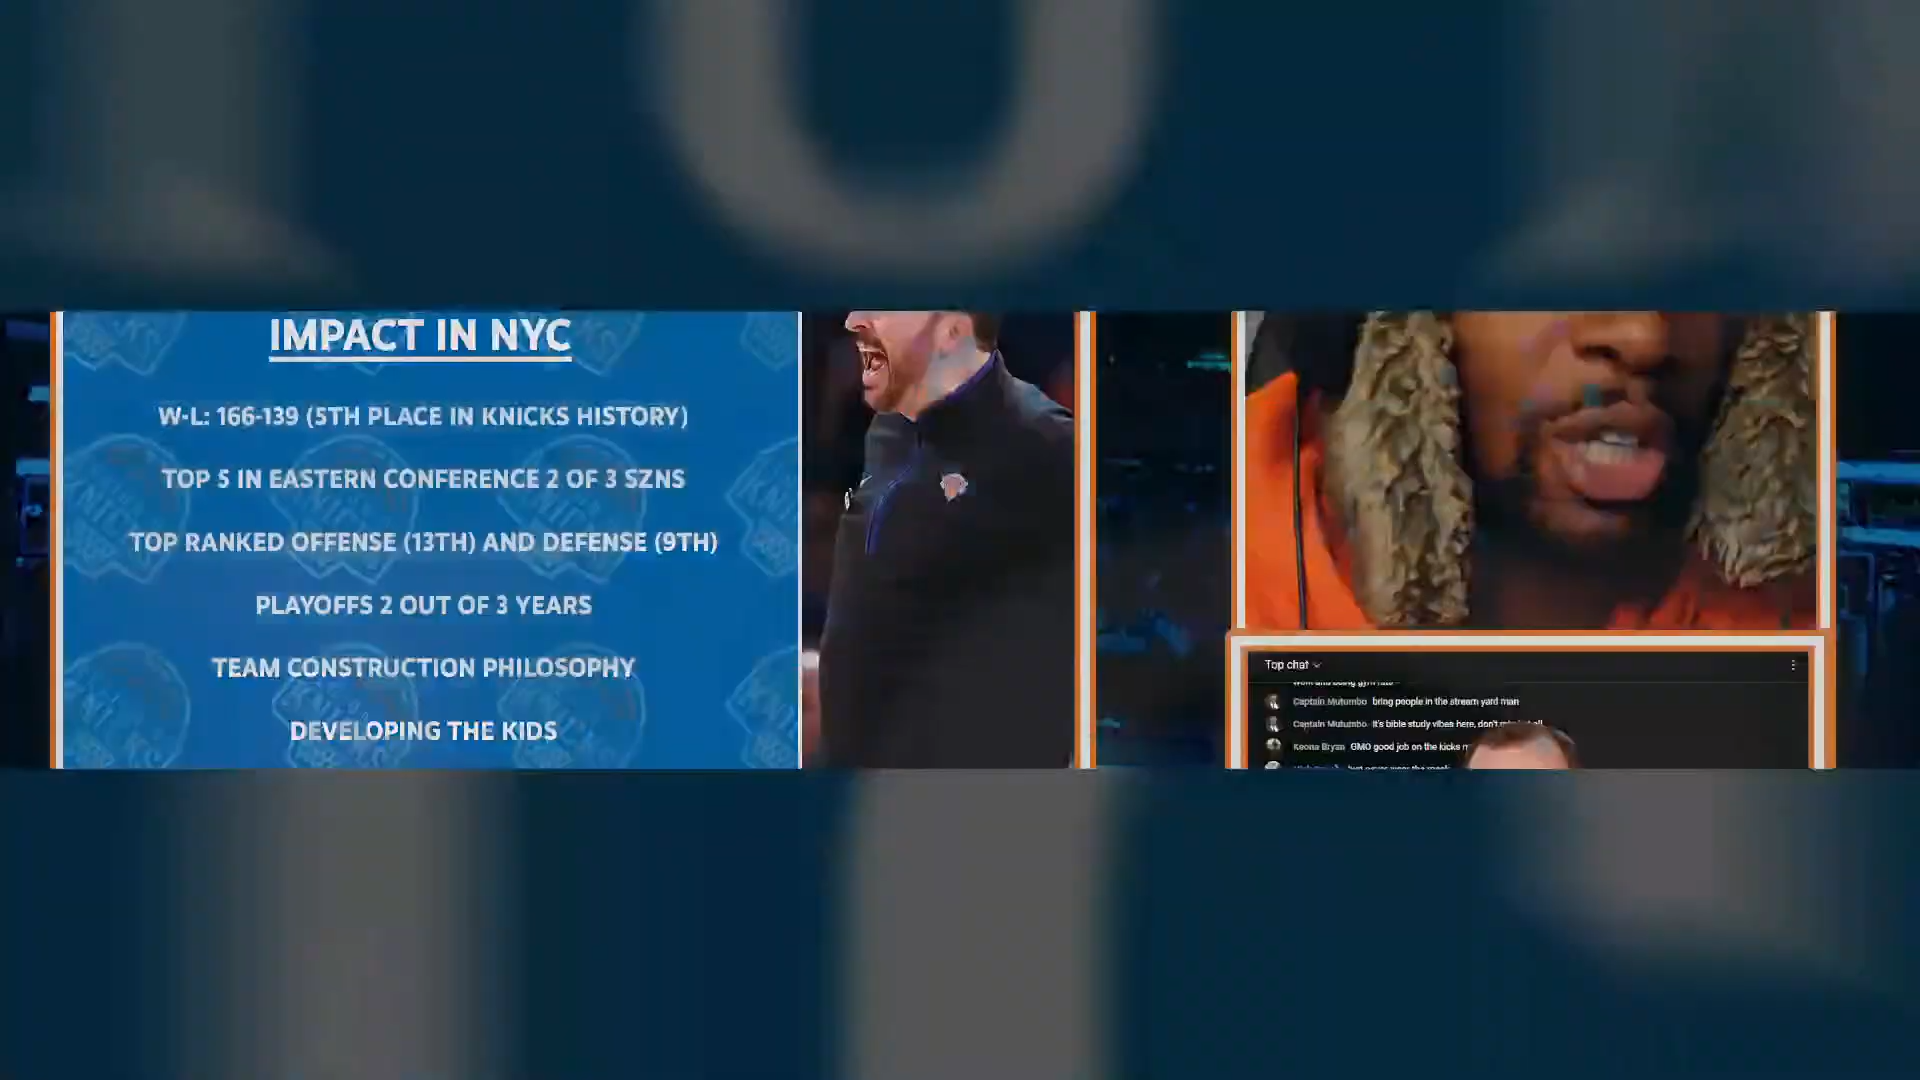 IMPACT IN NYC
W-L: 166-139 (5TH PLACE IN KNICKS HISTORY)
TOP 5 IN EASTERN CONFERENCE 2 OF 3 SZNS
TOP RANKED OFFENSE (13TH) AND DEFENSE (9TH)
PLAYOFFS 2 OUT OF 3 YEARS
TEAM CONSTRUCTION PHILOSOPHY
DEVELOPING THE KIDS
Top chat
Captain Mutumbo bring people in the stream yard man
Captain Mutumbo It's bible study vibes here, don't
Keona Bryan GMO good job on the kicks